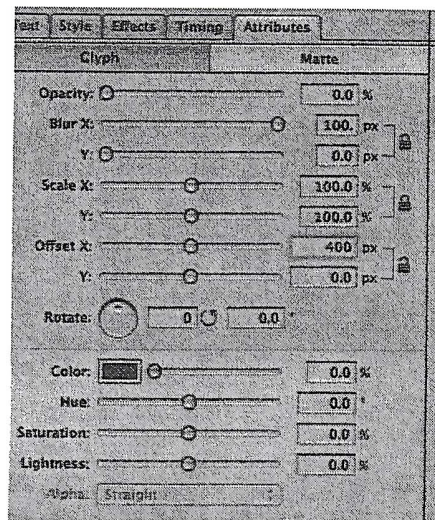 Text Style Effects Timing Attributes
Glyph Matte
Opacity: 0.0 %
Blur X: 100. px
Y: 0.0 px
Scale X: 100.0 %
Y: 100.0 %
Offset X: 400 px
Y: 0.0 px
Rotate: 0 0.0 °
Color: 0.0 %
Hue: 0.0 °
Saturation: 0.0 %
Lightness: 0.0 %
Alpha: Straight